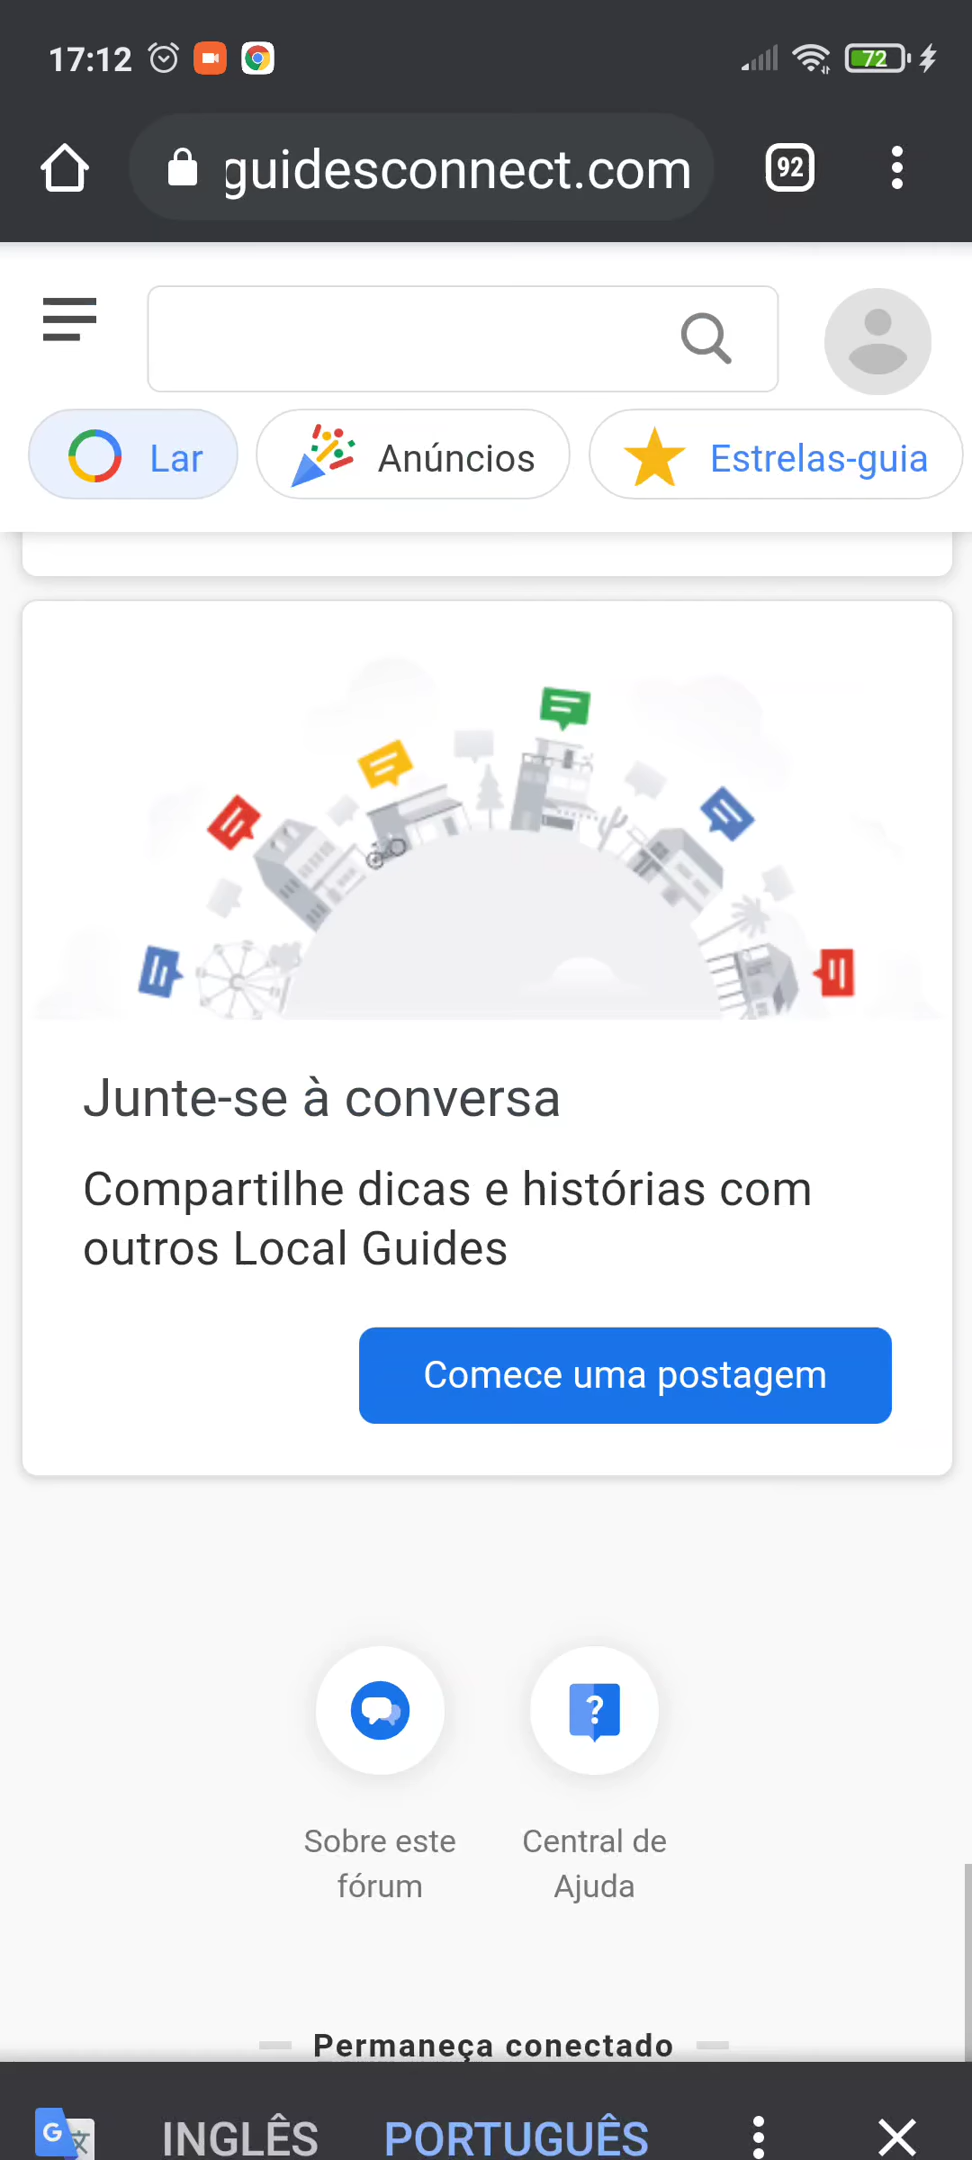 17:12 72
guidesconnect.com 92
Lar Anúncios Estrelas-guia
Junte-se à conversa
Compartilhe dicas e histórias com
outros Local Guides
Comece uma postagem
?
Sobre este Central de
fórum Ajuda
Permaneça conectado
G 文 INGLÊS PORTUGUÊS